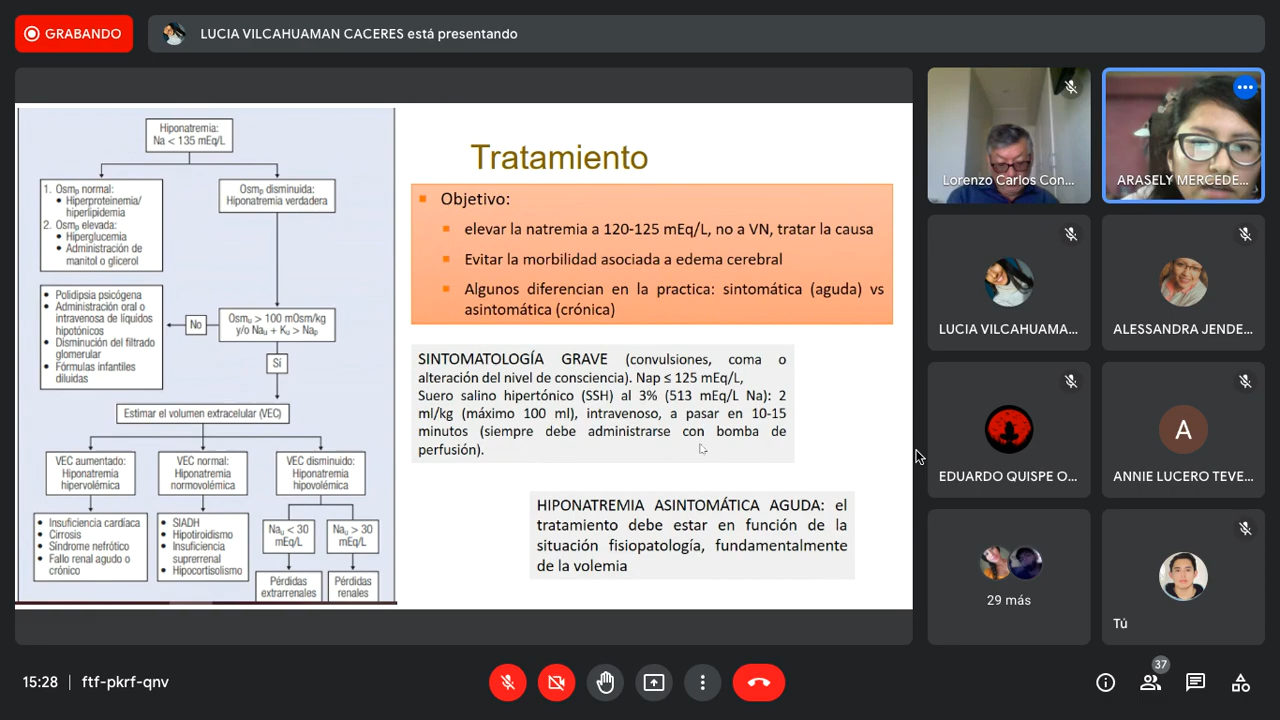 GRABANDO
LUCIA VILCAHUAMAN CACERES está presentando
Hiponatremia:
Na < 135 mEq/L
1. Osmp normal:
• Hiperproteinemia/
hiperlipidemia
2. Osmp elevada:
• Hiperglucemia
• Administración de
manitol o glicerol
Osmp disminuida:
Hiponatremia verdadera
• Polidipsia psicógena
• Administración oral o
intravenosa de líquidos
hipotónicos
• Disminución del filtrado
glomerular
• Fórmulas infantiles
diluidas
No
Osmu > 100 mOsm/kg
y/o Nau + Ku > Nap
Sí
Estimar el volumen extracelular (VEC)
VEC aumentado:
Hiponatremia
hipervolémica
VEC normal:
Hiponatremia
normovolémica
VEC disminuido:
Hiponatremia
hipovolémica
• Insuficiencia cardíaca
• Cirrosis
• Síndrome nefrótico
• Fallo renal agudo o
crónico
• SIADH
• Hipotiroidismo
• Insuficiencia
suprerrenal
• Hipocortisolismo
Nau < 30
mEq/L
Nau > 30
mEq/L
Pérdidas
extrarrenales
Pérdidas
renales
Tratamiento
Objetivo:
elevar la natremia a 120-125 mEq/L, no a VN, tratar la causa
Evitar la morbilidad asociada a edema cerebral
Algunos diferencian en la practica: sintomática (aguda) vs
asintomática (crónica)
SINTOMATOLOGÍA GRAVE (convulsiones, coma o
alteración del nivel de consciencia). Nap ≤ 125 mEq/L,
Suero salino hipertónico (SSH) al 3% (513 mEq/L Na): 2
ml/kg (máximo 100 ml), intravenoso, a pasar en 10-15
minutos (siempre debe administrarse con bomba de
perfusión).
HIPONATREMIA ASINTOMÁTICA AGUDA: el
tratamiento debe estar en función de la
situación fisiopatología, fundamentalmente
de la volemia
Lorenzo Carlos Con...
ARASELY MERCEDE...
LUCIA VILCAHUAMA...
ALESSANDRA JENDE...
EDUARDO QUISPE O...
A
ANNIE LUCERO TEVE...
29 más
Tú
15:28 | ftf-pkrf-qnv
37